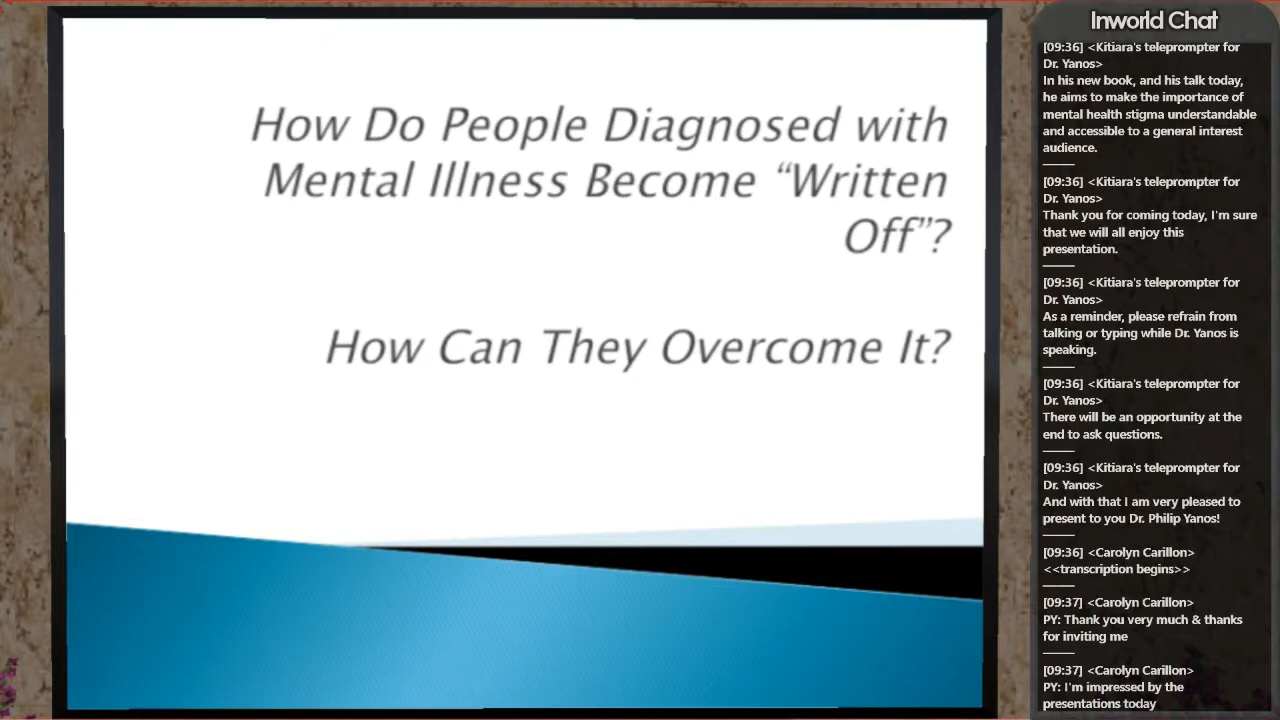 How Do People Diagnosed with
Mental Illness Become “Written
Off”?
How Can They Overcome It?
Inworld Chat
[09:36] <Kitiara's teleprompter for
Dr. Yanos>
In his new book, and his talk today,
he aims to make the importance of
mental health stigma understandable
and accessible to a general interest
audience.
[09:36] <Kitiara's teleprompter for
Dr. Yanos>
Thank you for coming today, I'm sure
that we will all enjoy this
presentation.
[09:36] <Kitiara's teleprompter for
Dr. Yanos>
As a reminder, please refrain from
talking or typing while Dr. Yanos is
speaking.
[09:36] <Kitiara's teleprompter for
Dr. Yanos>
There will be an opportunity at the
end to ask questions.
[09:36] <Kitiara's teleprompter for
Dr. Yanos>
And with that I am very pleased to
present to you Dr. Philip Yanos!
[09:36] <Carolyn Carillon>
<<transcription begins>>
[09:37] <Carolyn Carillon>
PY: Thank you very much & thanks
for inviting me
[09:37] <Carolyn Carillon>
PY: I'm impressed by the
presentations today